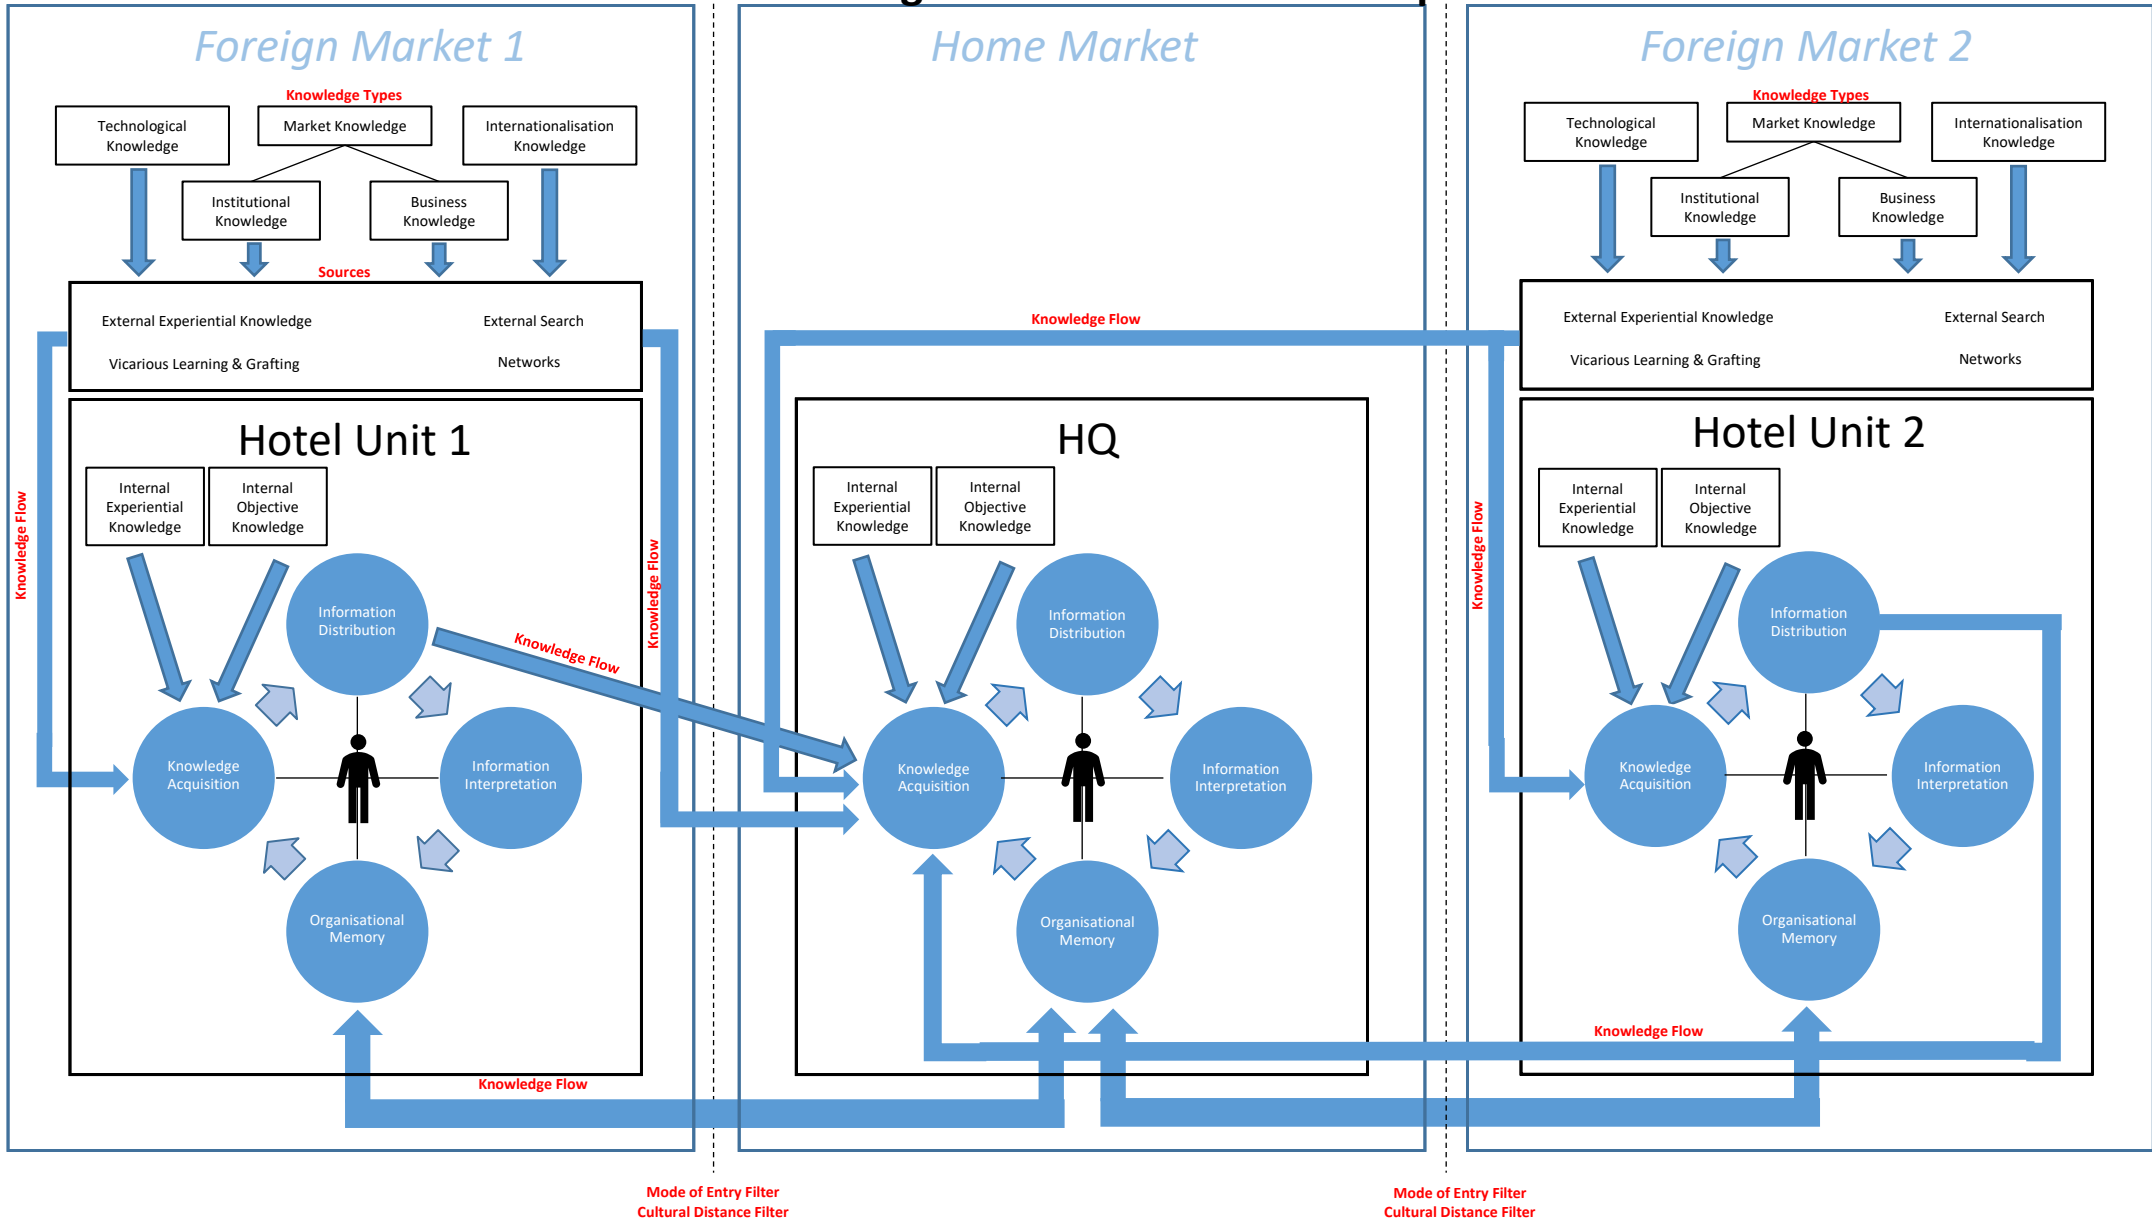 Foreign Market 1
Knowledge Types
Technological
Knowledge
Market Knowledge
Internationalisation
Knowledge
Institutional
Knowledge
Business
Knowledge
Sources
External Experiential Knowledge
External Search
Vicarious Learning & Grafting
Networks
Knowledge Flow
Hotel Unit 1
Internal
Experiential
Knowledge
Internal
Objective
Knowledge
Information
Distribution
Knowledge
Acquisition
Information
Interpretation
Organisational
Memory
Knowledge Flow
Knowledge Flow
Knowledge Flow
Mode of Entry Filter
Cultural Distance Filter
Home Market
Knowledge Flow
HQ
Internal
Experiential
Knowledge
Internal
Objective
Knowledge
Information
Distribution
Knowledge
Acquisition
Information
Interpretation
Organisational
Memory
Mode of Entry Filter
Cultural Distance Filter
Foreign Market 2
Knowledge Types
Technological
Knowledge
Market Knowledge
Internationalisation
Knowledge
Institutional
Knowledge
Business
Knowledge
External Experiential Knowledge
External Search
Vicarious Learning & Grafting
Networks
Knowledge Flow
Hotel Unit 2
Internal
Experiential
Knowledge
Internal
Objective
Knowledge
Information
Distribution
Knowledge
Acquisition
Information
Interpretation
Organisational
Memory
Knowledge Flow